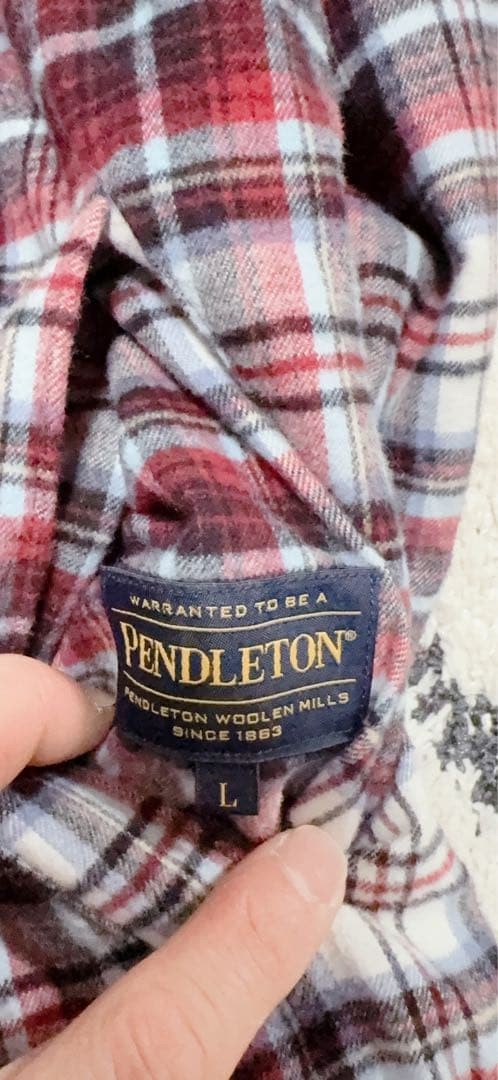 WARRANTED TO BE A
PENDLETON®
PENDLETON WOOLEN MILLS
SINCE 1863
L